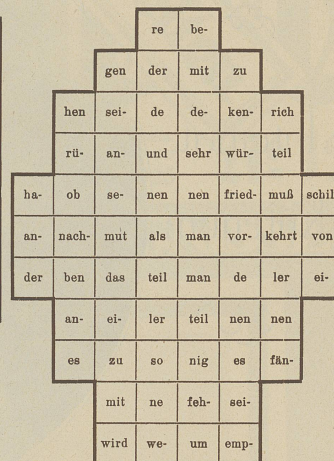 re be-
gen der mit zu
hen sei- de de- ken- rich
rü- an- und sehr wür- teil
ha- ob se- nen nen fried- muß schil
an- nach- mut als man vor- kehrt von
der ben das teil man de ler ei-
an- ei- ler teil nen nen
es zu so nig es fän-
mit ne feh- sei-
wird we- um emp-